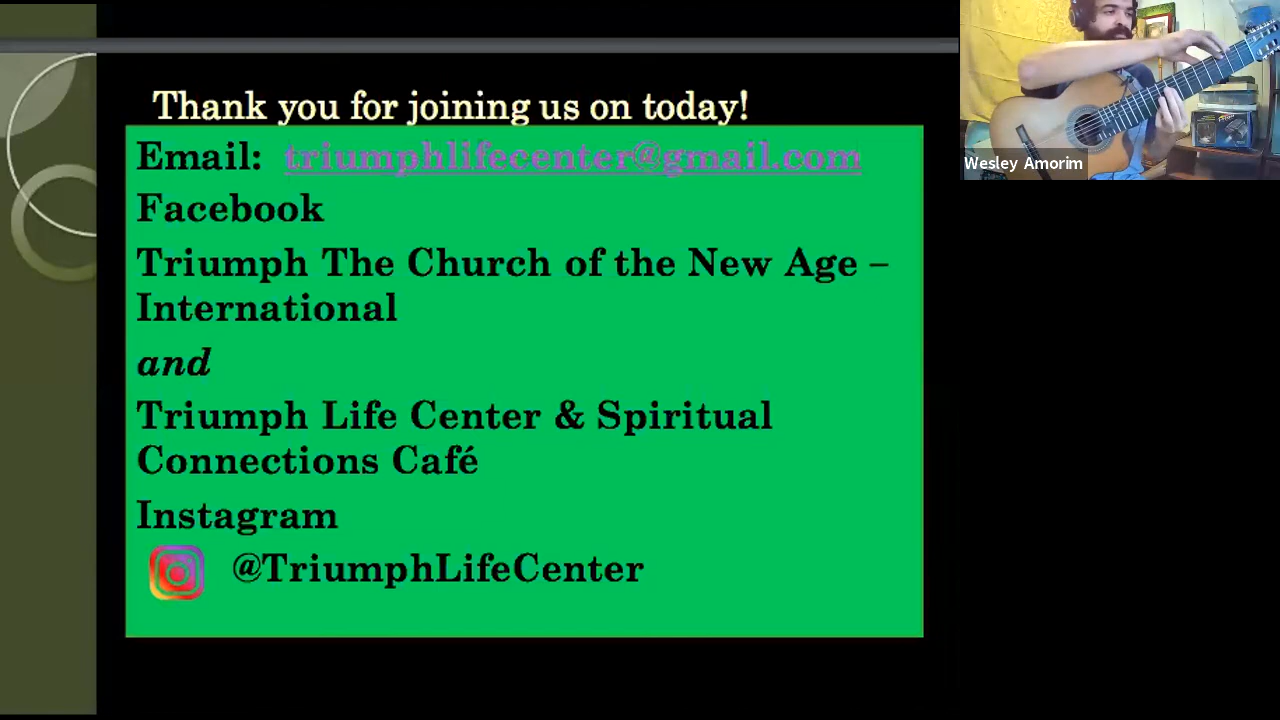 Thank you for joining us on today!
Email: triumphlifecenter@gmail.com
Facebook
Triumph The Church of the New Age –
International
and
Triumph Life Center & Spiritual
Connections Café
Instagram
@TriumphLifeCenter
Wesley Amorim